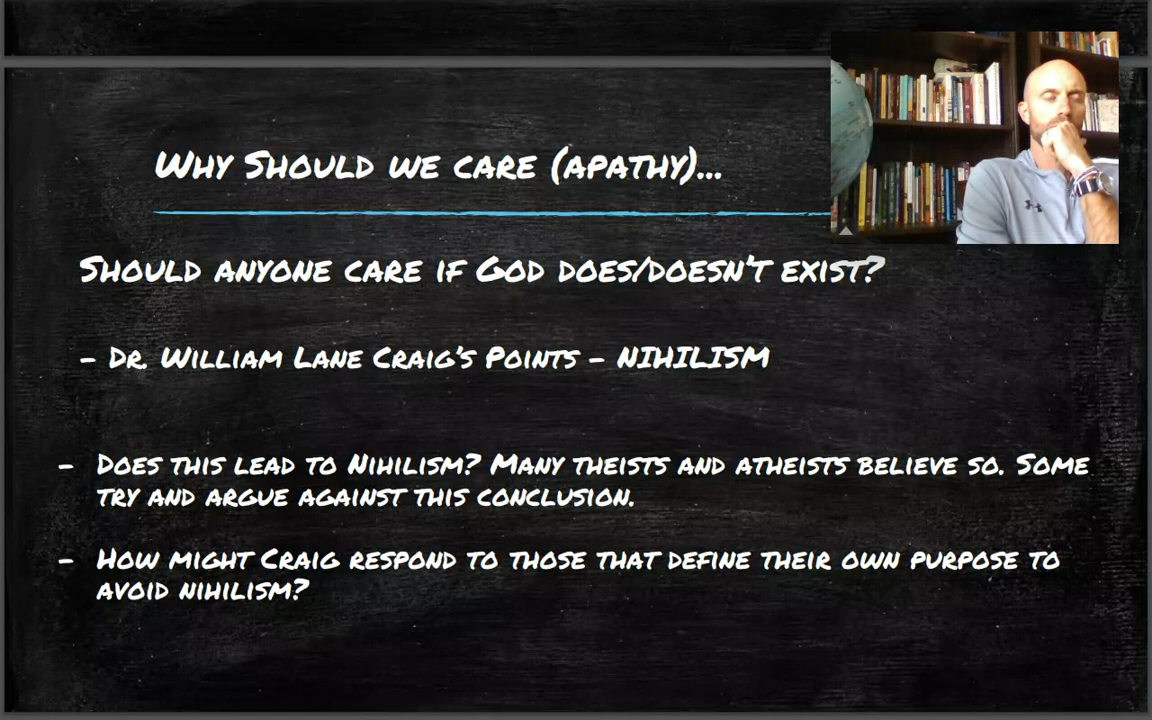 Why Should we care (apathy)...
Should anyone care if God does/doesn't exist?
- Dr. William Lane Craig's Points - NIHILISM
- Does this lead to Nihilism? Many theists and atheists believe so. Some
try and argue against this conclusion.
- How might Craig respond to those that define their own purpose to
avoid nihilism?